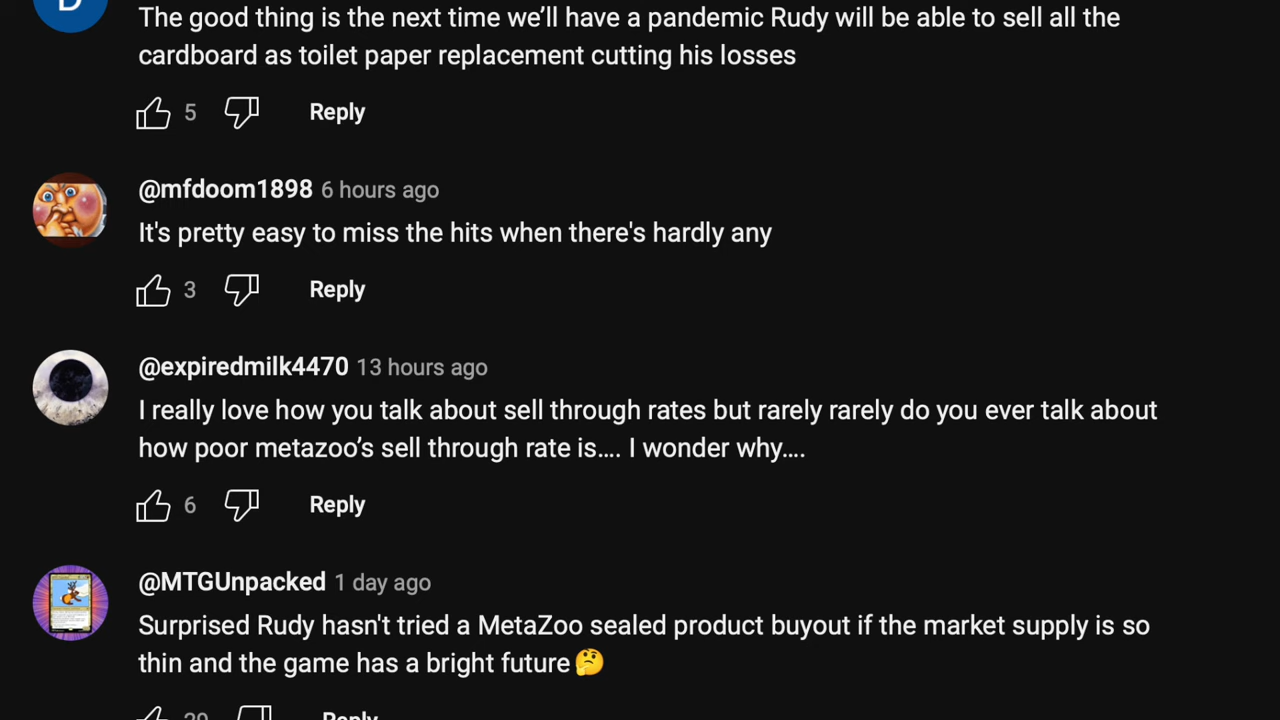 The good thing is the next time we’ll have a pandemic Rudy will be able to sell all the
cardboard as toilet paper replacement cutting his losses
5 Reply
@mfdoom1898 6 hours ago
It's pretty easy to miss the hits when there's hardly any
3 Reply
@expiredmilk4470 13 hours ago
I really love how you talk about sell through rates but rarely rarely do you ever talk about
how poor metazoo’s sell through rate is.... I wonder why....
6 Reply
@MTGUnpacked 1 day ago
Surprised Rudy hasn't tried a MetaZoo sealed product buyout if the market supply is so
thin and the game has a bright future🤔
Reply